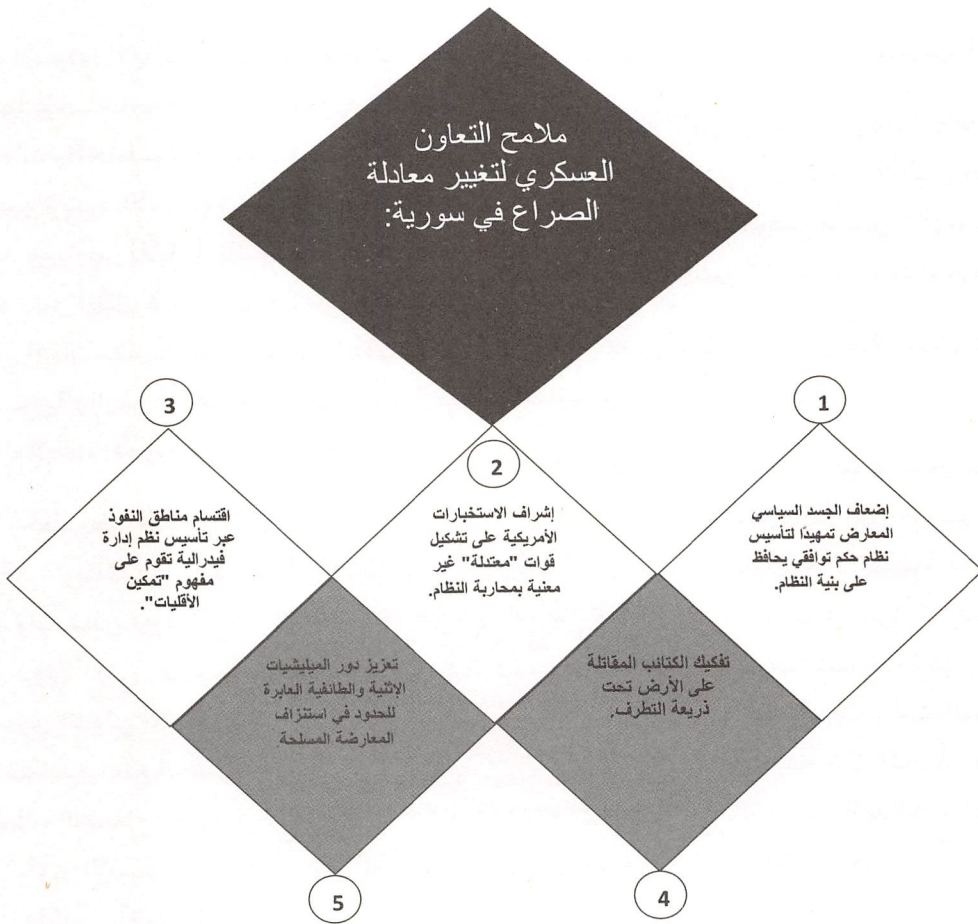 ملامح التعاون
العسكري لتغيير معادلة
الصراع في سورية:
1
إضعاف الجسد السياسي
المعارض تمهيدًا لتأسيس
نظام حكم توافقي يحافظ
على بنية النظام.
2
إشراف الاستخبارات
الأمريكية على تشكيل
قوات "معتدلة" غير
معنية بمحاربة النظام.
3
اقتسام مناطق النفوذ
عبر تأسيس نظم إدارة
فيدرالية تقوم على
مفهوم "تمكين
الأقليات".
تفكيك الكتائب المقاتلة
على الأرض تحت
ذريعة التطرف.
4
تعزيز دور الميليشيات
الإثنية والطائفية العابرة
للحدود في استنزاف
المعارضة المسلحة
5